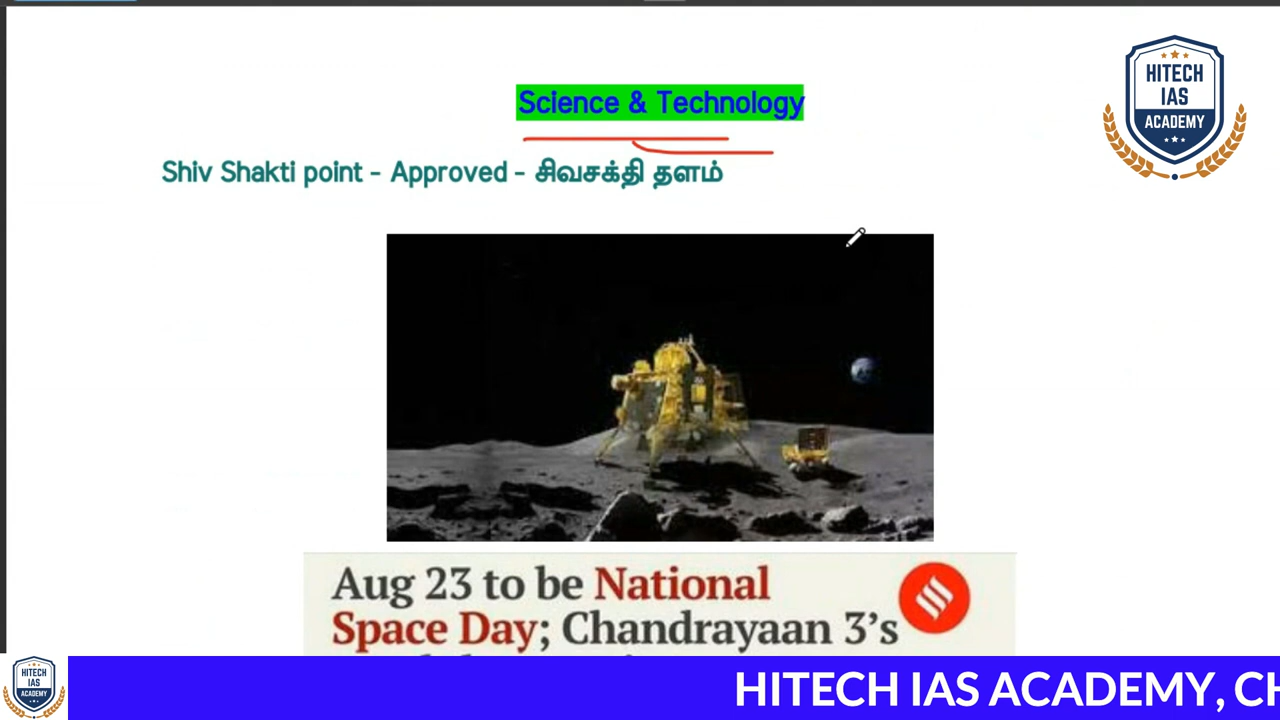 HITECH
IAS
ACADEMY
Science & Technology
Shiv Shakti point - Approved - சிவசக்தி தளம்
Aug 23 to be National
Space Day; Chandrayaan 3's
HITECH
IAS
ACADEMY
HITECH IAS ACADEMY, CH